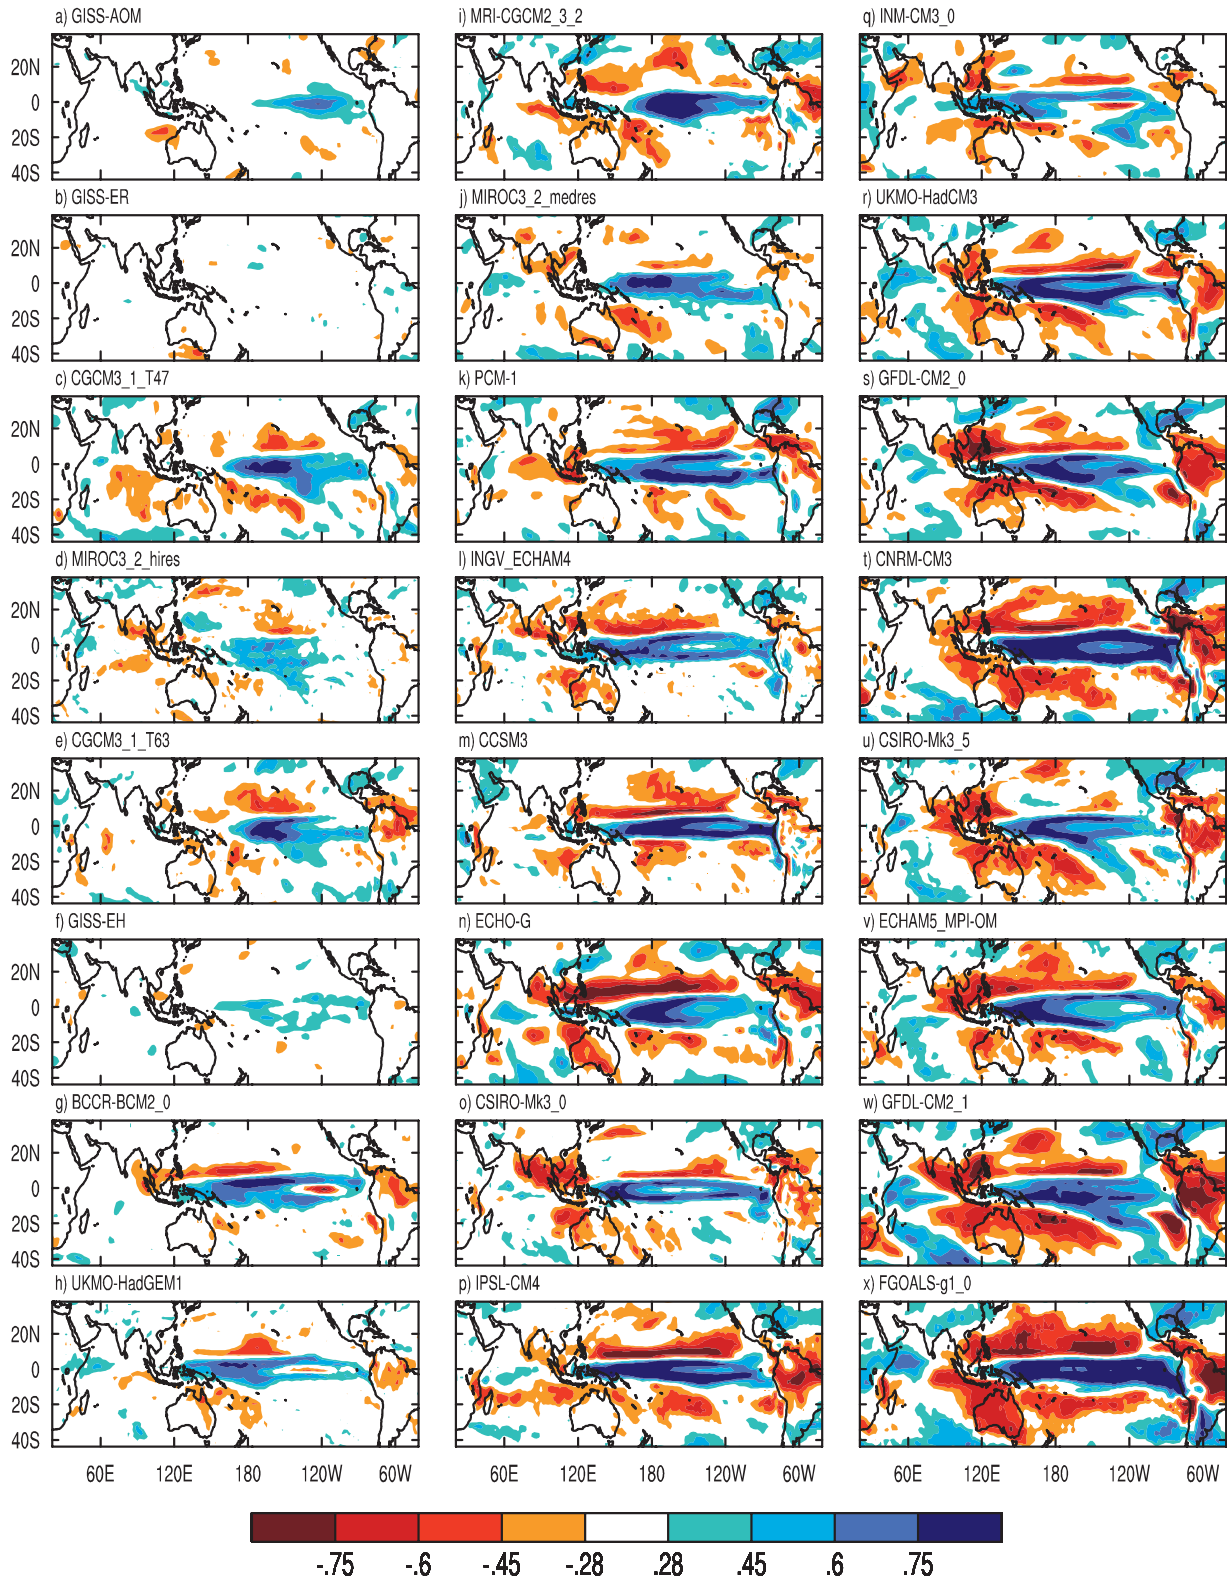 a) GISS-AOM
i) MRI-CGCM2_3_2
q) INM-CM3_0
20N
0
20S
40S
b) GISS-ER
j) MIROC3_2_medres
r) UKMO-HadCM3
20N
0
20S
40S
c) CGCM3_1_T47
k) PCM-1
s) GFDL-CM2_0
20N
0
20S
40S
d) MIROC3_2_hires
l) INGV_ECHAM4
t) CNRM-CM3
20N
0
20S
40S
e) CGCM3_1_T63
m) CCSM3
u) CSIRO-Mk3_5
20N
0
20S
40S
f) GISS-EH
n) ECHO-G
v) ECHAM5_MPI-OM
20N
0
20S
40S
g) BCCR-BCM2_0
o) CSIRO-Mk3_0
w) GFDL-CM2_1
20N
0
20S
40S
h) UKMO-HadGEM1
p) IPSL-CM4
x) FGOALS-g1_0
20N
0
20S
40S
60E 120E 180 120W 60W 60E 120E 180 120W 60W 60E 120E 180 120W 60W
-.75 -.6 -.45 -.28 .28 .45 .6 .75